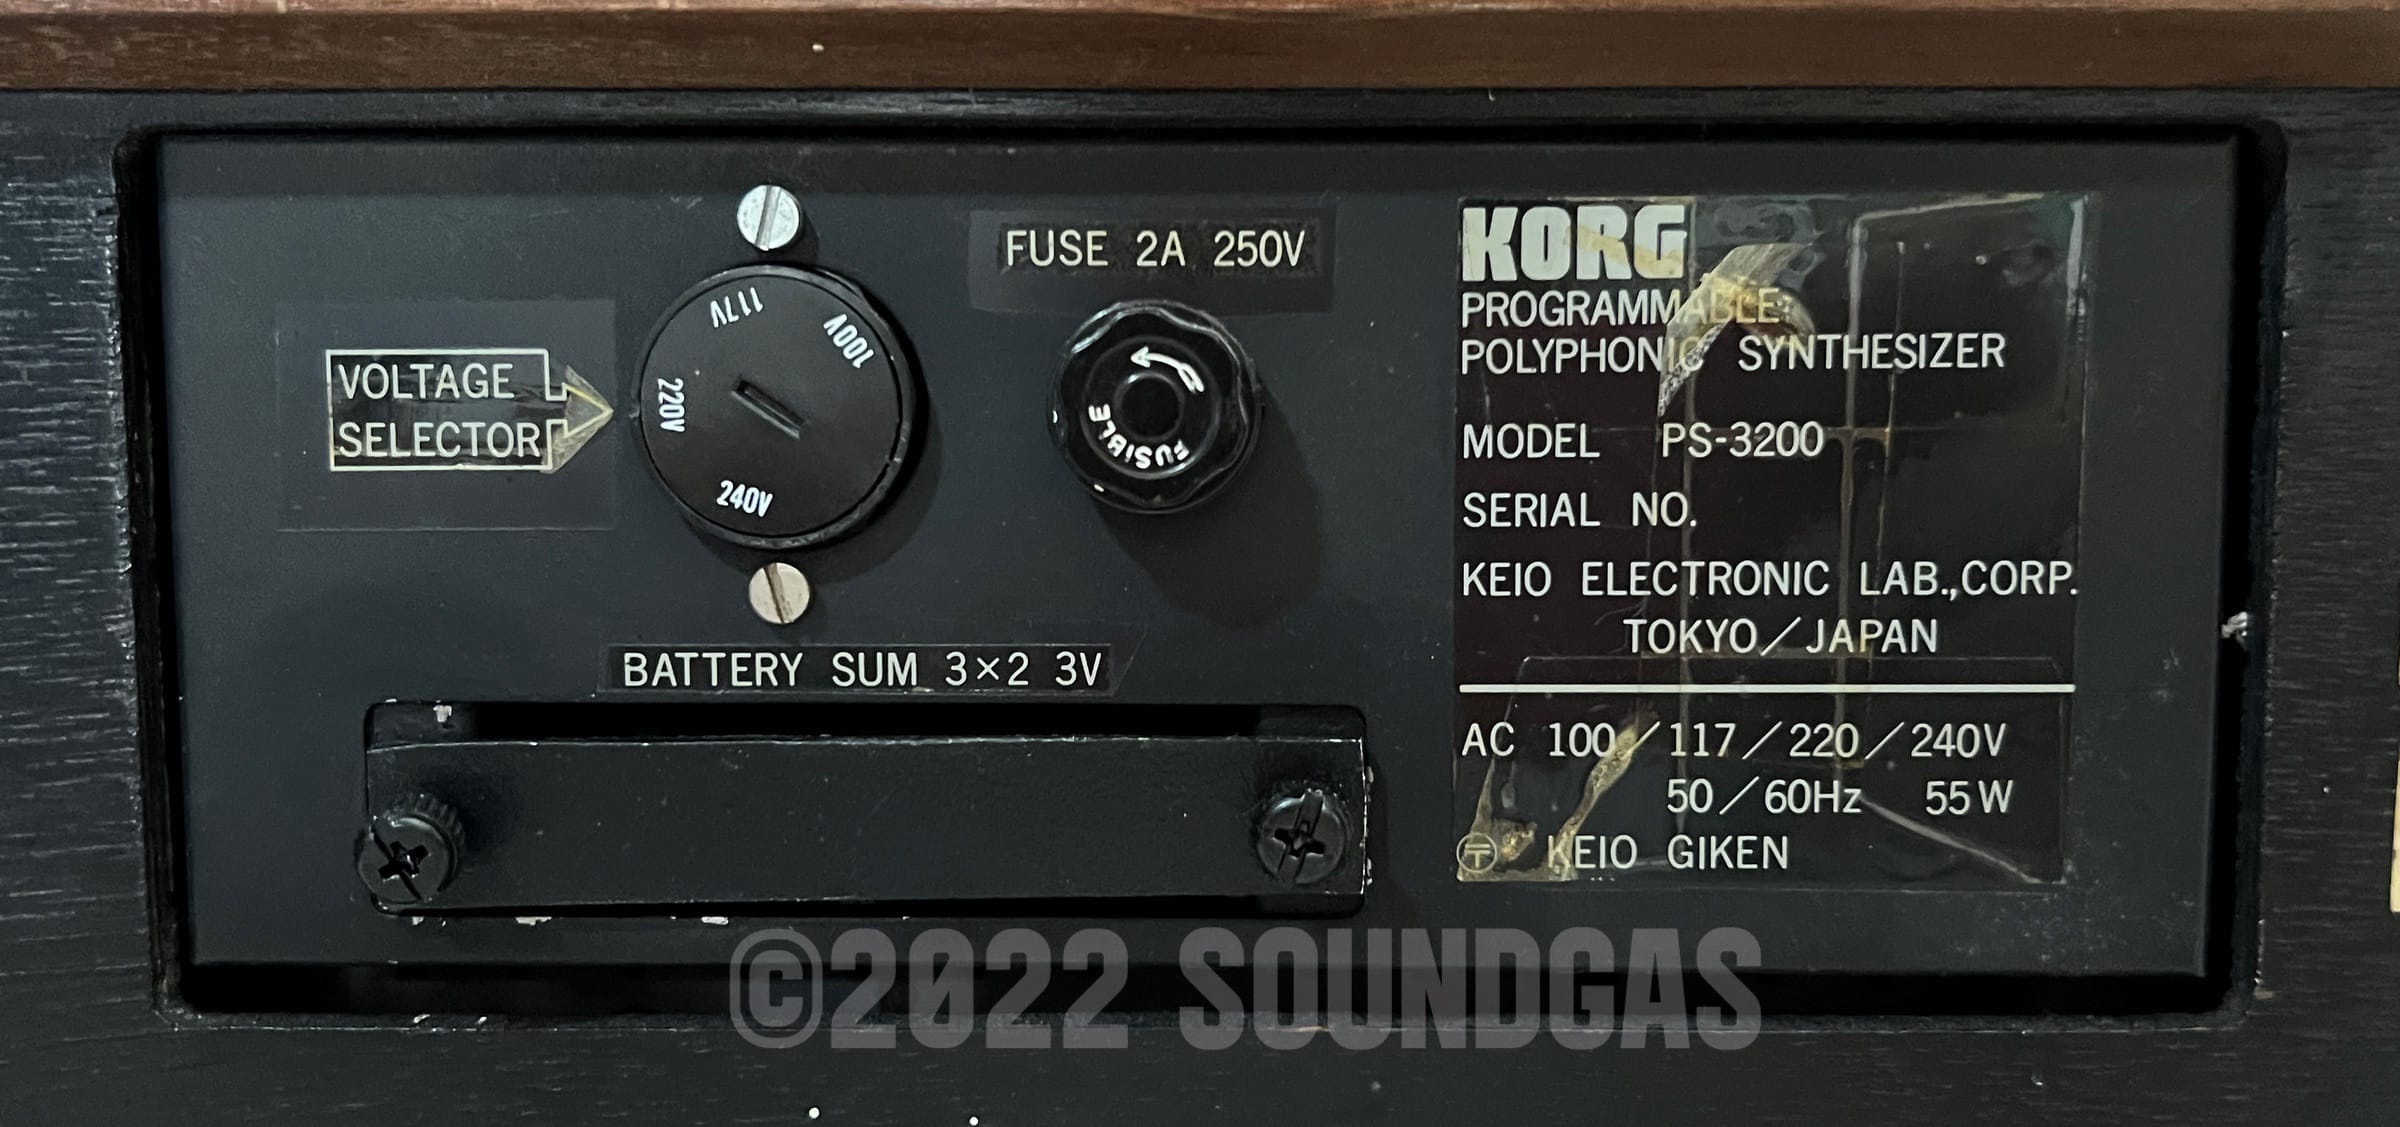 VOLTAGE
SELECTOR
117V
100V
220V
240V
FUSE 2A 250V
FUSIBLE
BATTERY SUM 3×2 3V
KORG
PROGRAMMABLE
POLYPHONIC SYNTHESIZER
MODEL PS-3200
SERIAL NO.
KEIO ELECTRONIC LAB.,CORP.
TOKYO/JAPAN
AC 100/117/220/240V
50/60Hz 55W
〒 KEIO GIKEN
©2022 SOUNDGAS